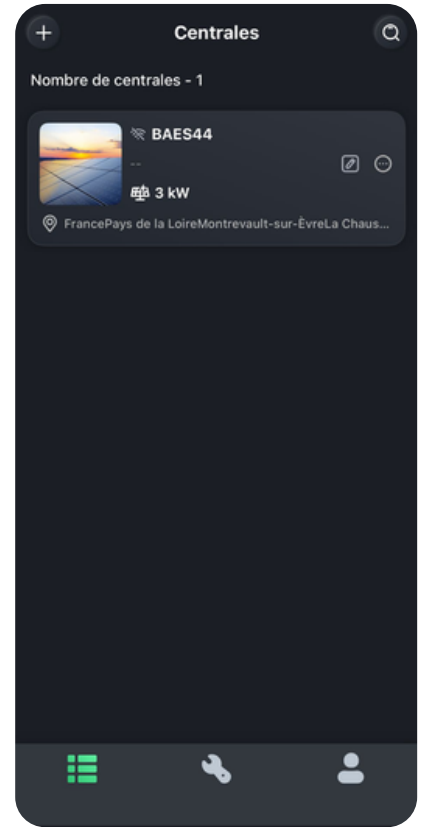 Centrales
Nombre de centrales - 1
BAES44
--
3 kW
FrancePays de la LoireMontrevault-sur-ÈvreLa Chaus...